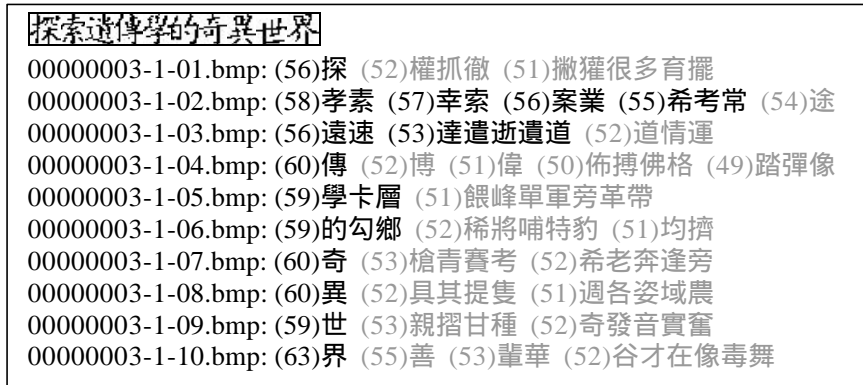 探索遺傳學的奇異世界
00000003-1-01.bmp: (56)探 (52)權抓徹 (51)撇獾很多育擺
00000003-1-02.bmp: (58)孝素 (57)幸索 (56)案業 (55)希考常 (54)途
00000003-1-03.bmp: (56)遠速 (53)達遣逝遺道 (52)道情運
00000003-1-04.bmp: (60)傳 (52)博 (51)偉 (50)佈搏佛格 (49)踏彈像
00000003-1-05.bmp: (59)學卡層 (51)餵峰單軍旁革帶
00000003-1-06.bmp: (59)的勾鄉 (52)稀將哺特豹 (51)均擠
00000003-1-07.bmp: (60)奇 (53)槍青賽考 (52)希老奔逢旁
00000003-1-08.bmp: (60)異 (52)具其提隻 (51)週各姿域農
00000003-1-09.bmp: (59)世 (53)親摺甘種 (52)奇發音實奮
00000003-1-10.bmp: (63)界 (55)善 (53)輩華 (52)谷才在像毒舞